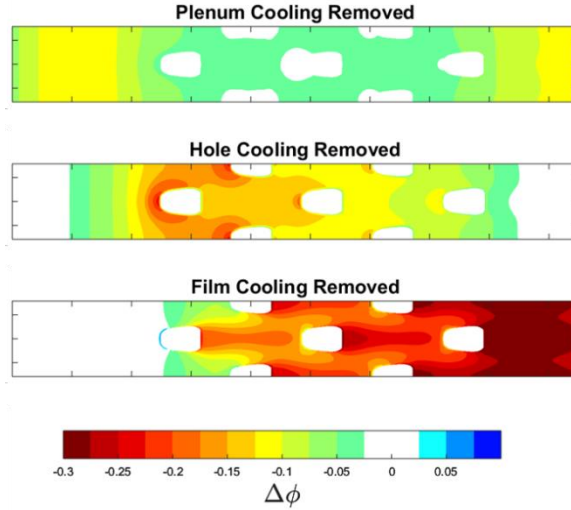 Plenum Cooling Removed
Hole Cooling Removed
Film Cooling Removed
-0.3 -0.25 -0.2 -0.15 -0.1 -0.05 0 0.05
Δϕ